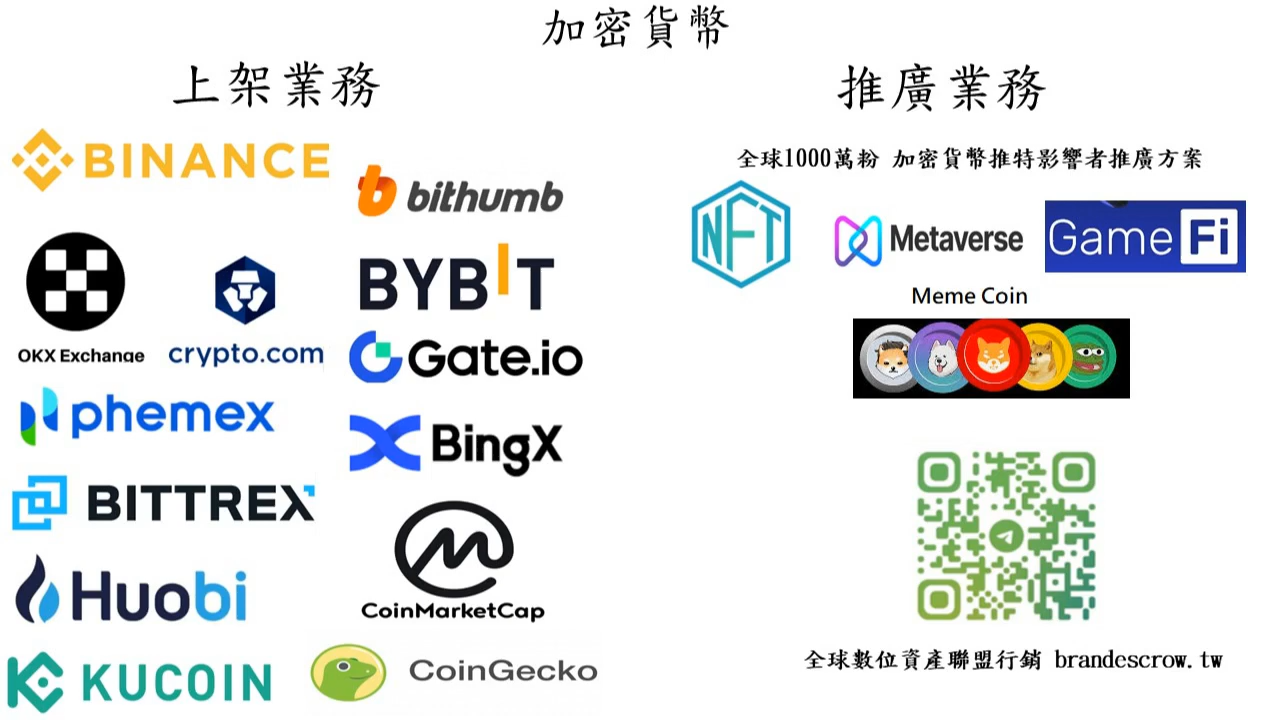 加密貨幣
上架業務
BINANCE
bithumb
OKX Exchange
crypto.com
BYBIT
Gate.io
phemex
BingX
BITTREX
CoinMarketCap
Huobi
KUCOIN
CoinGecko
推廣業務
全球1000萬粉 加密貨幣推特影響者推廣方案
NFT
Metaverse
GameFi
Meme Coin
全球數位資產聯盟行銷 brandescrow.tw